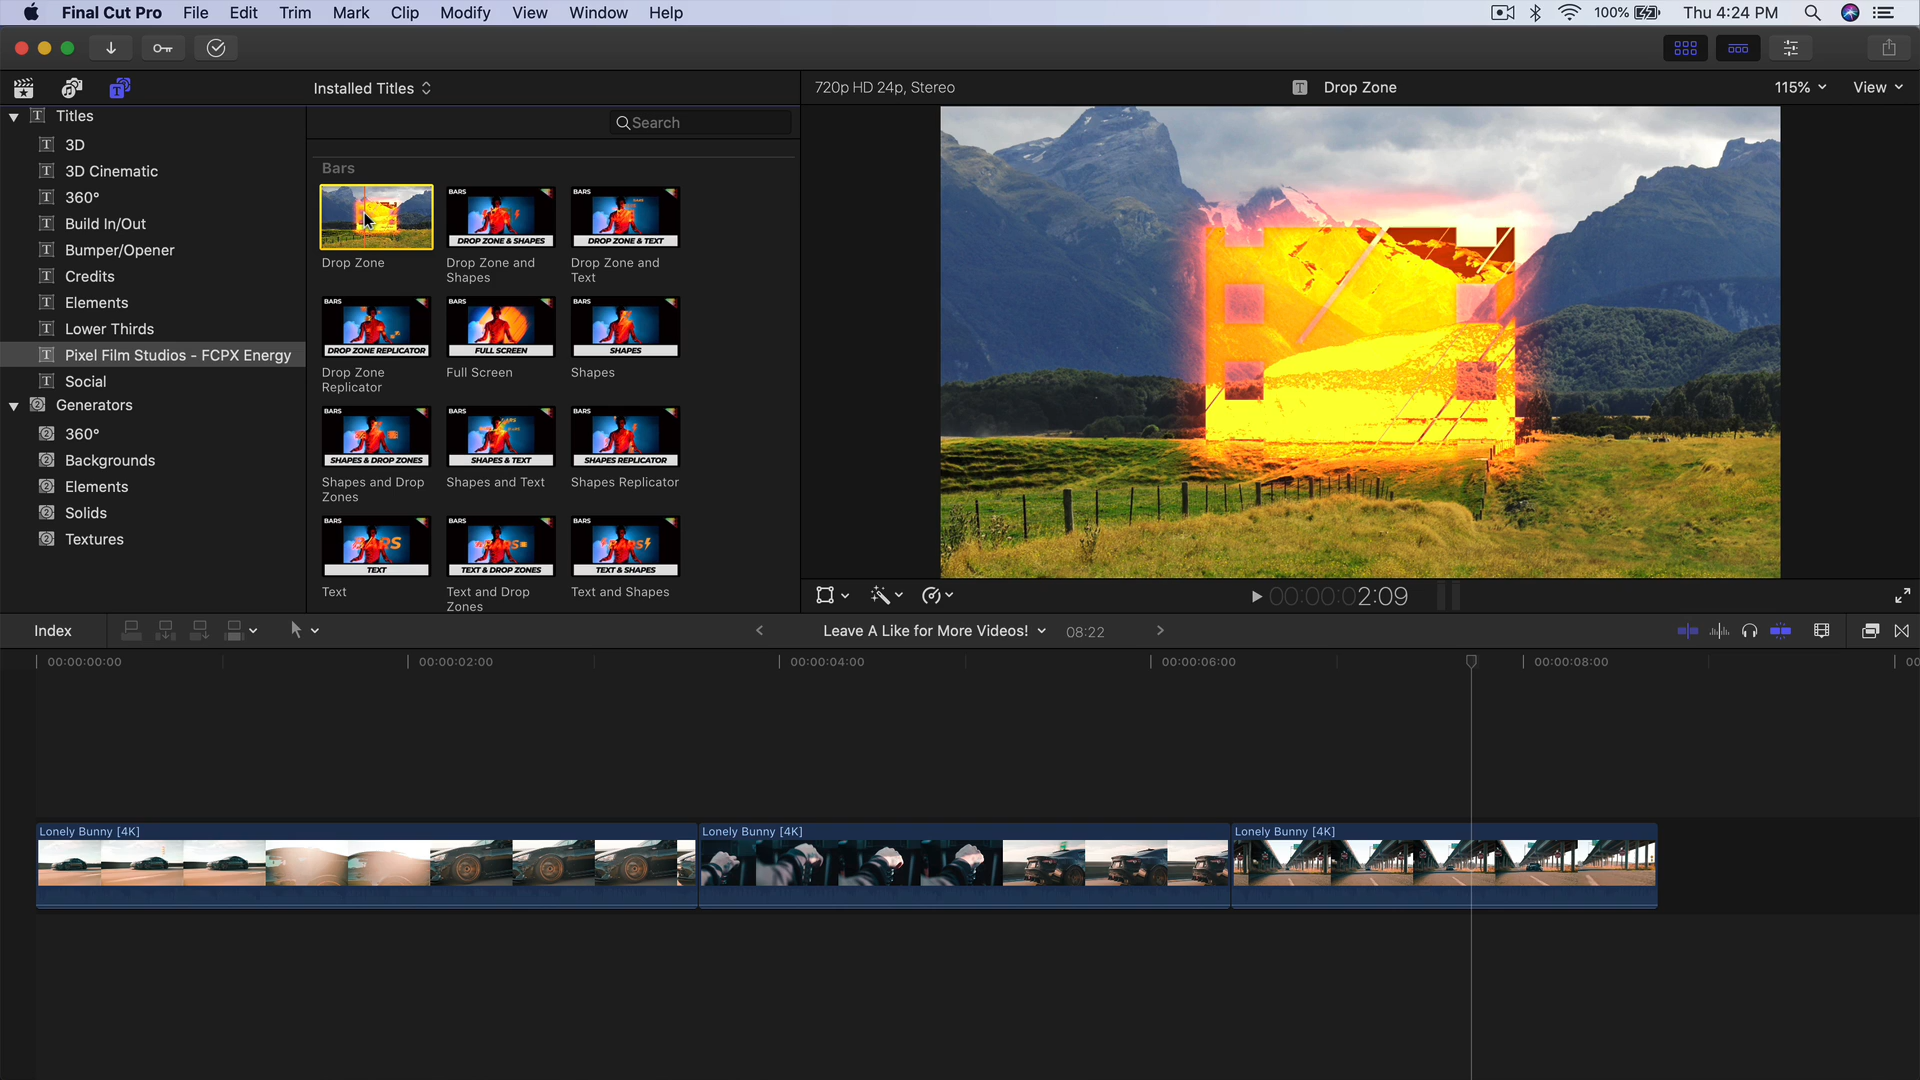 Final Cut Pro File Edit Trim Mark Clip Modify View Window Help 100% Thu 4:24 PM
Installed Titles
720p HD 24p, Stereo
Drop Zone
115%
View
Titles
3D
3D Cinematic
360°
Build In/Out
Bumper/Opener
Credits
Elements
Lower Thirds
Pixel Film Studios - FCPX Energy
Social
Generators
360°
Backgrounds
Elements
Solids
Textures
Search
Bars
BARS
DROP ZONE & SHAPES
BARS
DROP ZONE & TEXT
Drop Zone
Drop Zone and
Shapes
Drop Zone and
Text
BARS
DROP ZONE REPLICATOR
BARS
FULL SCREEN
BARS
SHAPES
Drop Zone
Replicator
Full Screen
Shapes
BARS
SHAPES & DROP ZONES
BARS
SHAPES & TEXT
BARS
SHAPES REPLICATOR
Shapes and Drop
Zones
Shapes and Text
Shapes Replicator
BARS
BARS
TEXT
BARS
BARS
TEXT & DROP ZONES
BARS
BARS
TEXT & SHAPES
Text
Text and Drop
Zones
Text and Shapes
00:00:02:09
Index
Leave A Like for More Videos!
08:22
00:00:00:00
00:00:02:00
00:00:04:00
00:00:06:00
00:00:08:00
00
Lonely Bunny [4K]
Lonely Bunny [4K]
Lonely Bunny [4K]